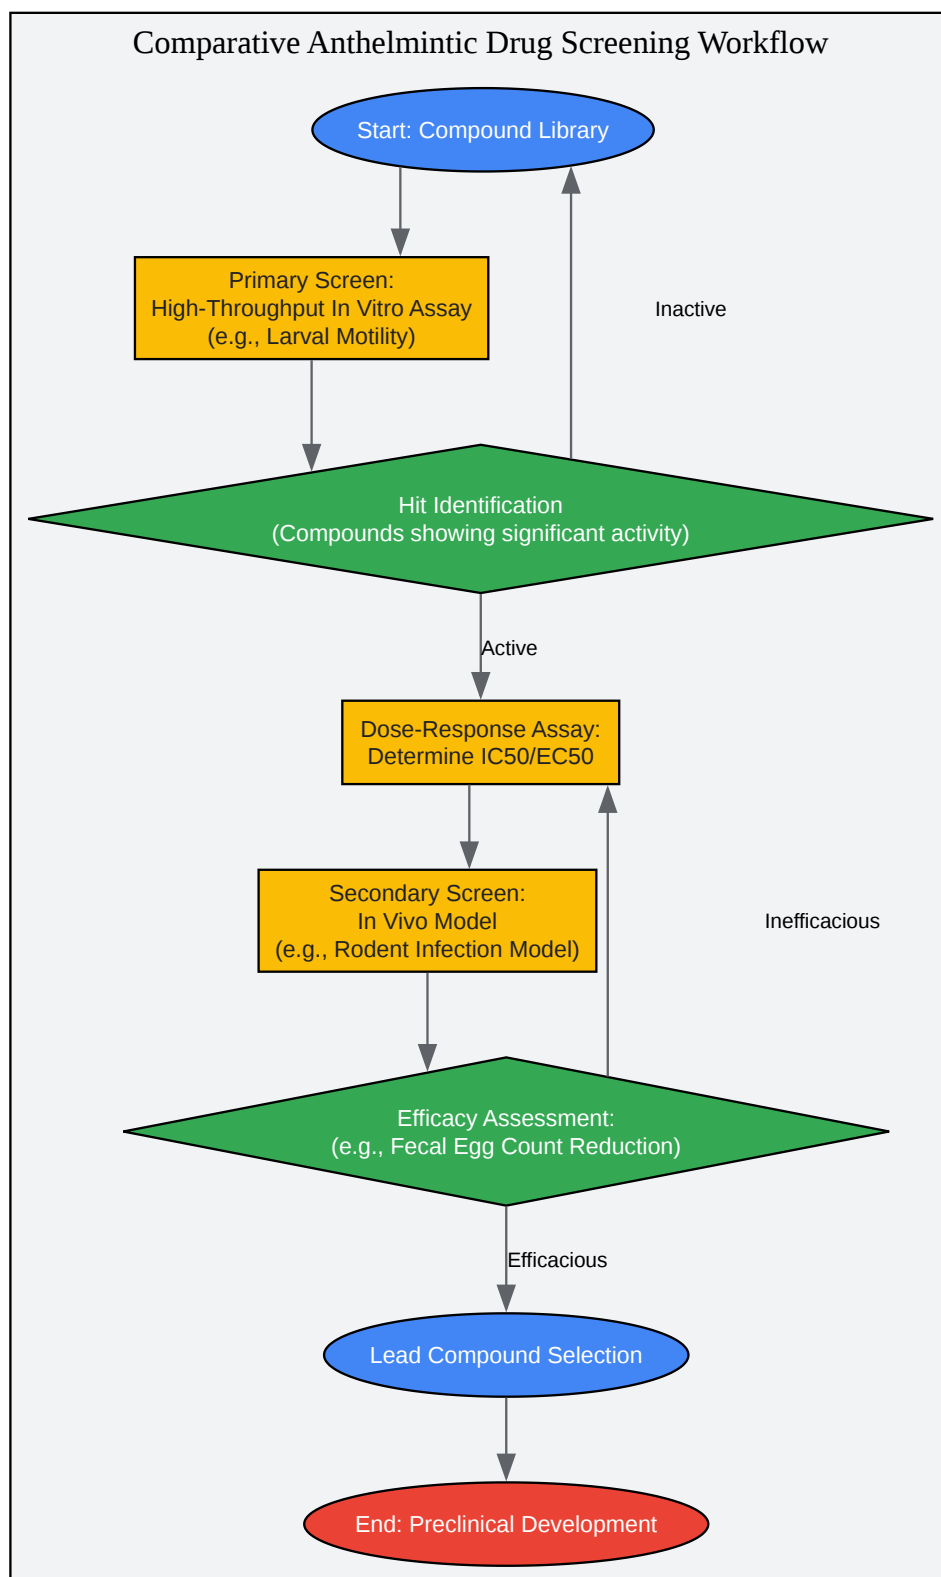 Comparative Anthelmintic Drug Screening Workflow
Start: Compound Library
Primary Screen:
High-Throughput In Vitro Assay
(e.g., Larval Motility)
Inactive
Hit Identification
(Compounds showing significant activity)
Active
Dose-Response Assay:
Determine IC50/EC50
Secondary Screen:
In Vivo Model
(e.g., Rodent Infection Model)
Inefficacious
Efficacy Assessment:
(e.g., Fecal Egg Count Reduction)
Efficacious
Lead Compound Selection
End: Preclinical Development